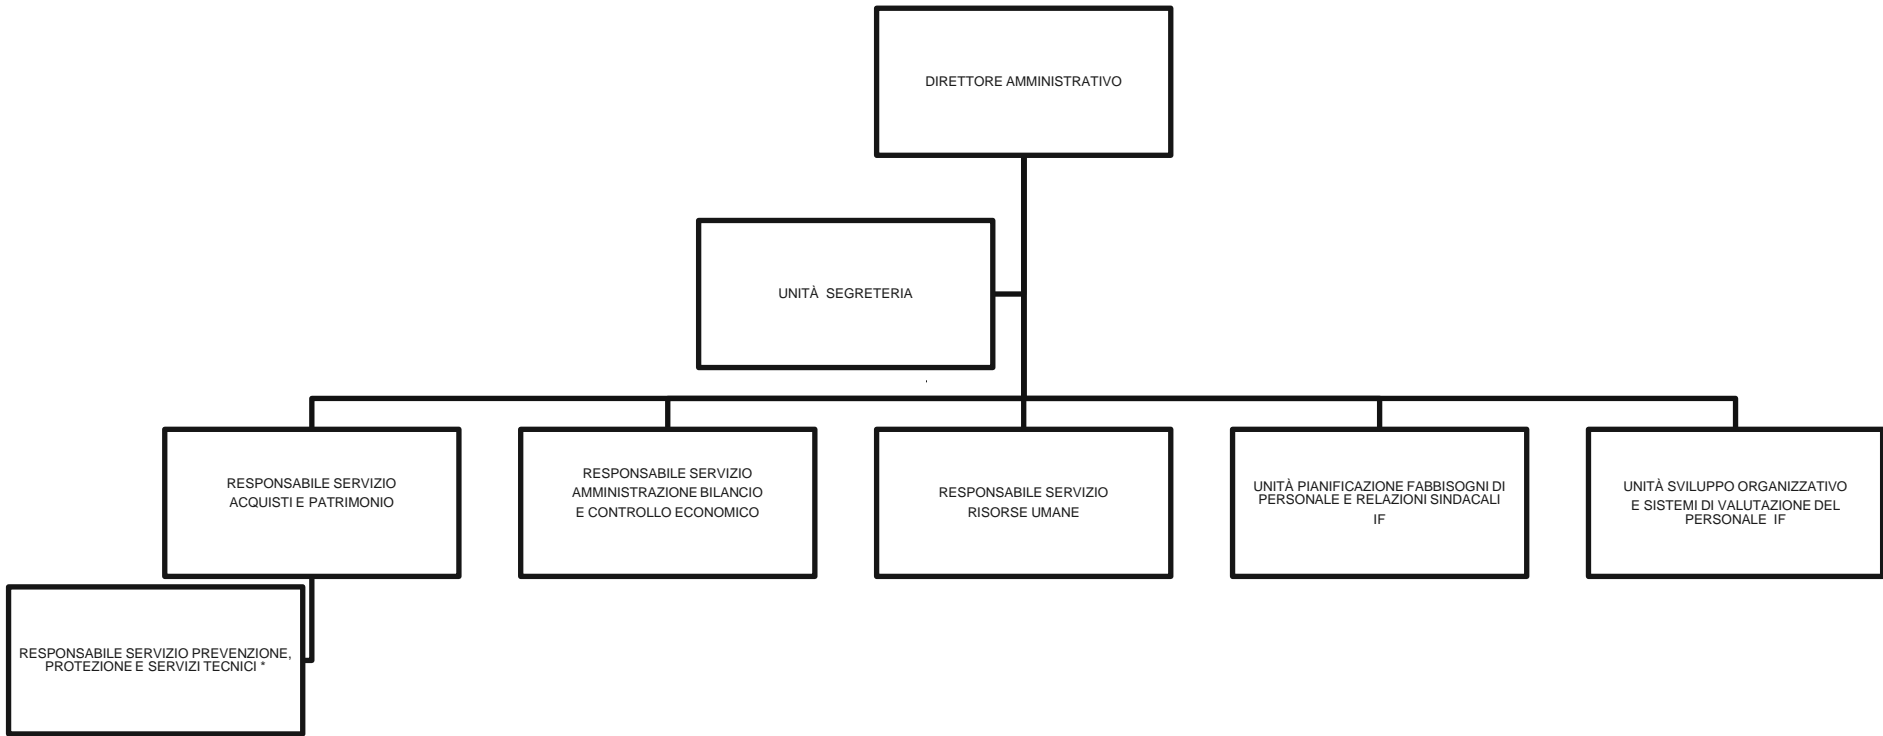 DIRETTORE AMMINISTRATIVO
UNITÀ SEGRETERIA
RESPONSABILE SERVIZIO
ACQUISTI E PATRIMONIO
RESPONSABILE SERVIZIO
AMMINISTRAZIONE BILANCIO
E CONTROLLO ECONOMICO
RESPONSABILE SERVIZIO
RISORSE UMANE
UNITÀ PIANIFICAZIONE FABBISOGNI DI
PERSONALE E RELAZIONI SINDACALI
IF
UNITÀ SVILUPPO ORGANIZZATIVO
E SISTEMI DI VALUTAZIONE DEL
PERSONALE IF
RESPONSABILE SERVIZIO PREVENZIONE,
PROTEZIONE E SERVIZI TECNICI *